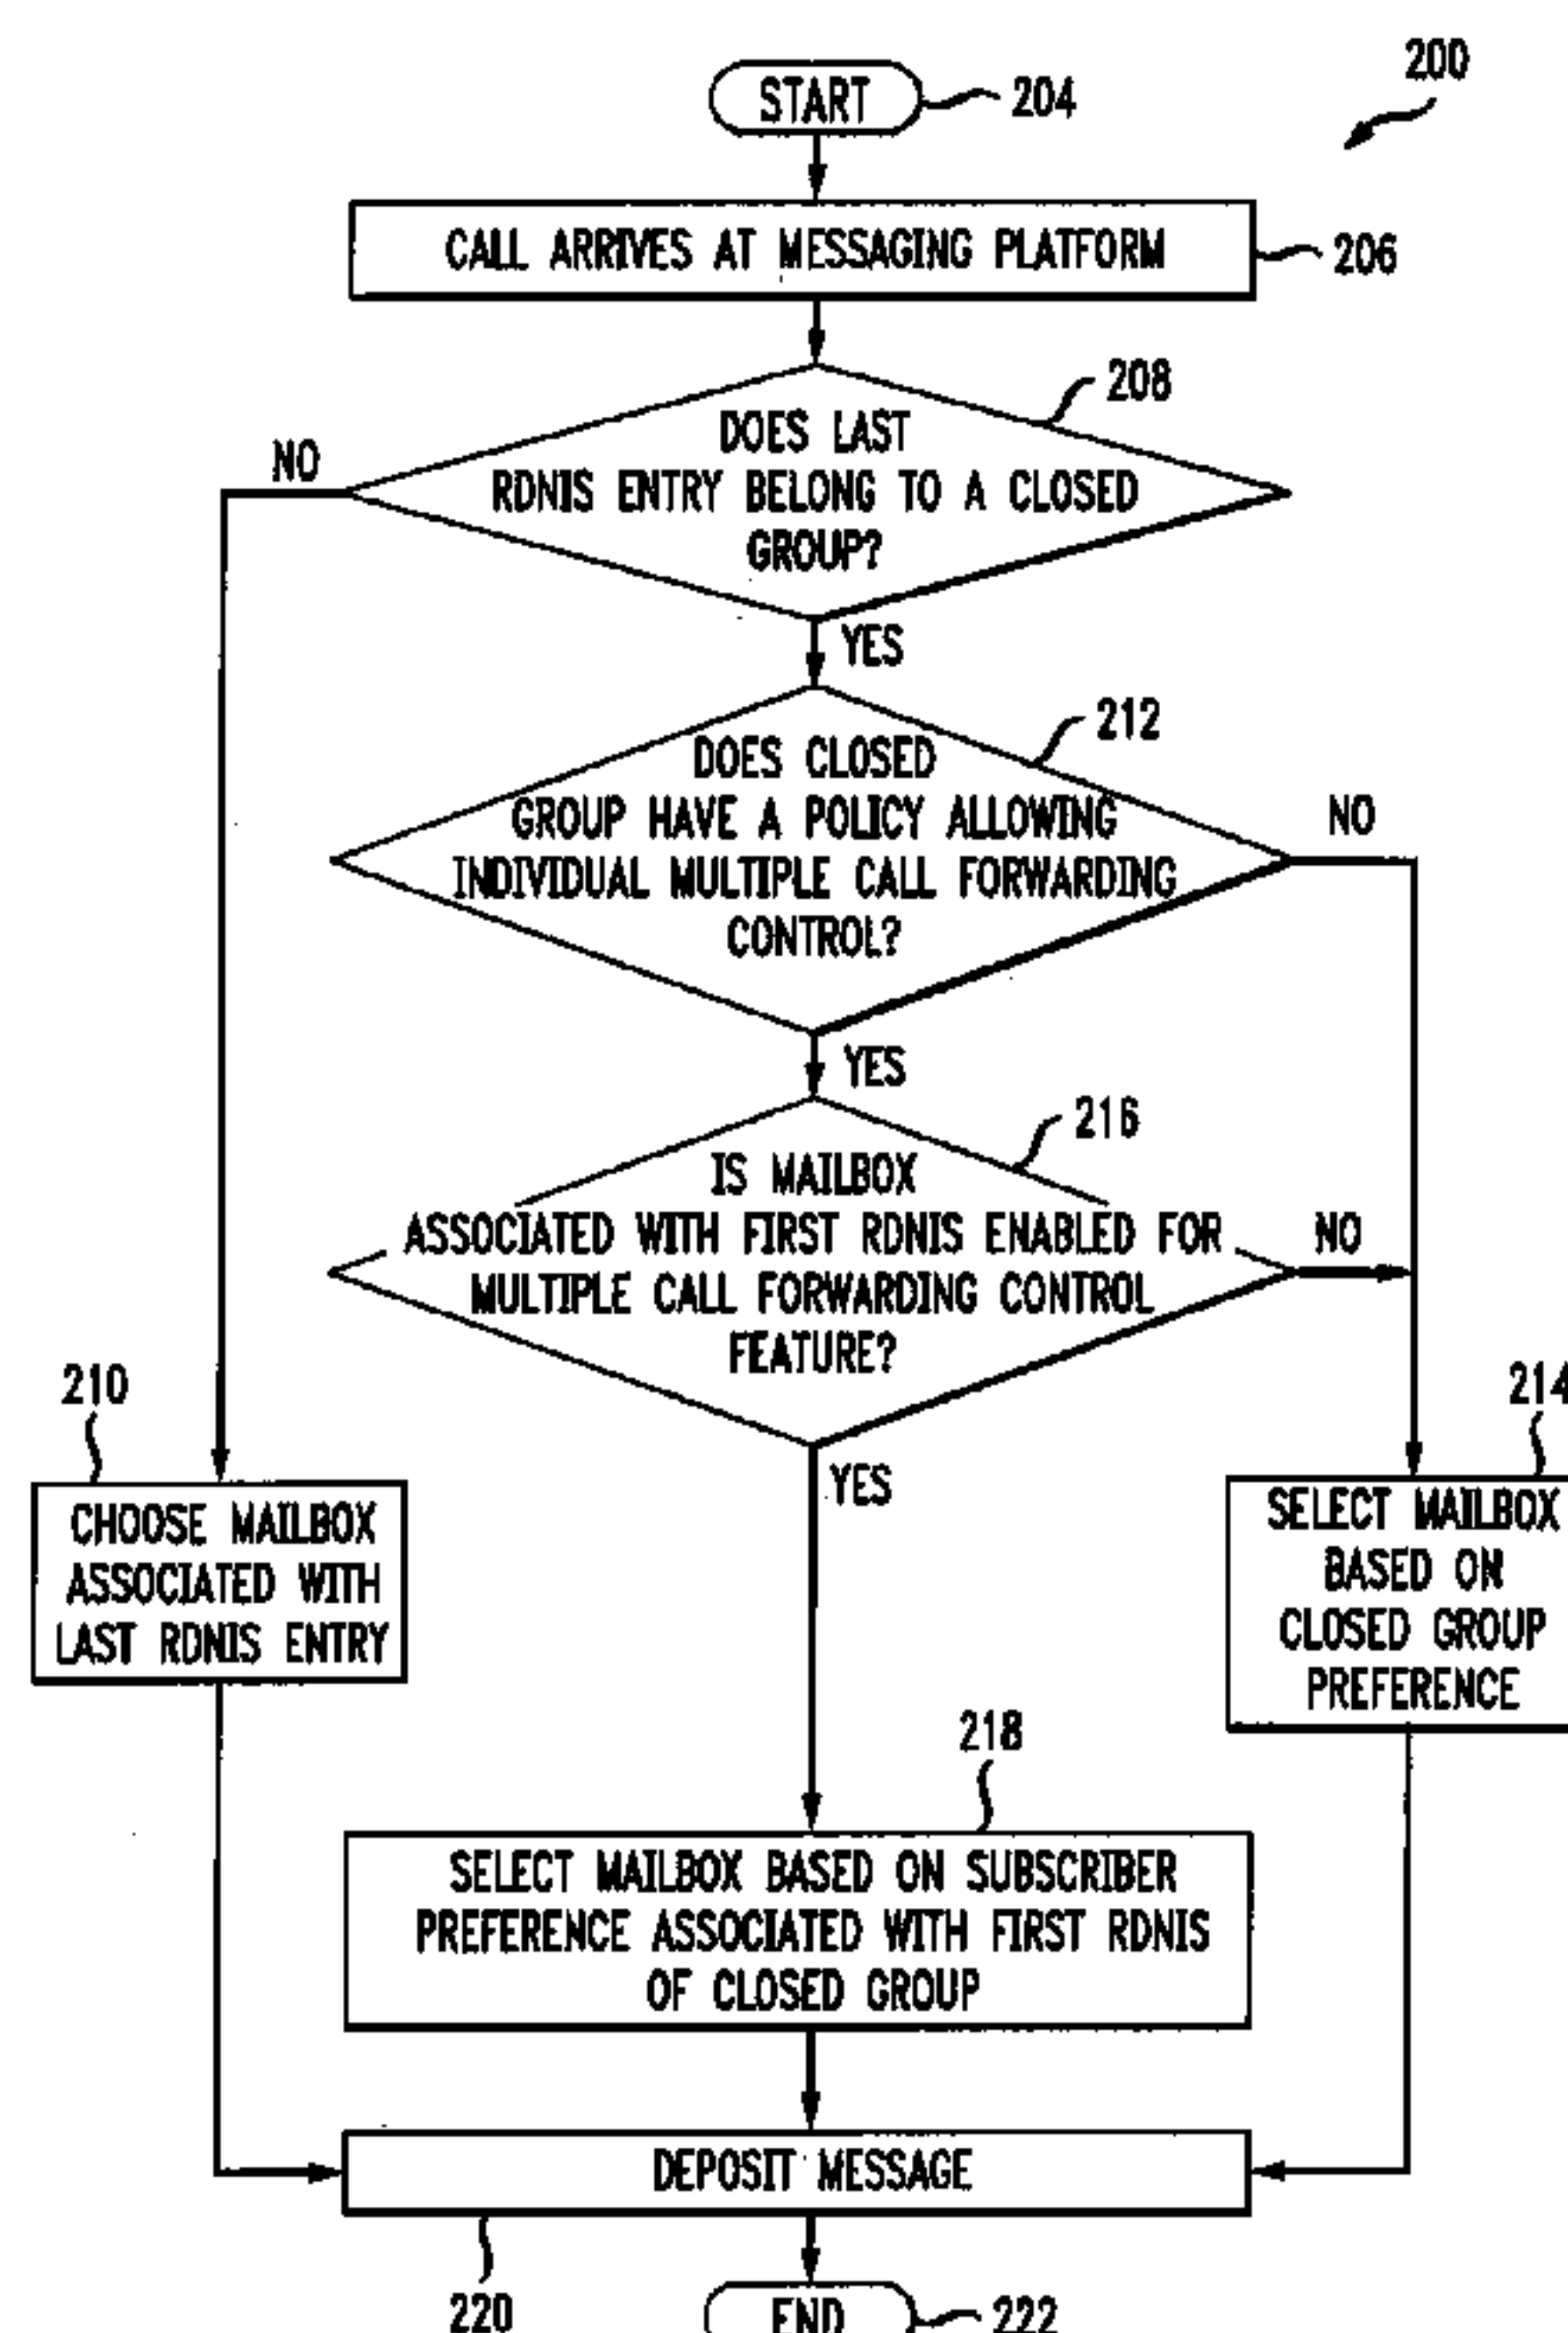 200
START
204
CALL ARRIVES AT MESSAGING PLATFORM
206
208
DOES LAST
RDNIS ENTRY BELONG TO A CLOSED
GROUP?
NO
YES
212
DOES CLOSED
GROUP HAVE A POLICY ALLOWING
INDIVIDUAL MULTIPLE CALL FORWARDING
CONTROL?
NO
YES
216
IS MAILBOX
ASSOCIATED WITH FIRST RDNIS ENABLED FOR
MULTIPLE CALL FORWARDING CONTROL
FEATURE?
NO
YES
210
CHOOSE MAILBOX
ASSOCIATED WITH
LAST RDNIS ENTRY
214
SELECT MAILBOX
BASED ON
CLOSED GROUP
PREFERENCE
218
SELECT MAILBOX BASED ON SUBSCRIBER
PREFERENCE ASSOCIATED WITH FIRST RDNIS
OF CLOSED GROUP
DEPOSIT MESSAGE
220
END
222